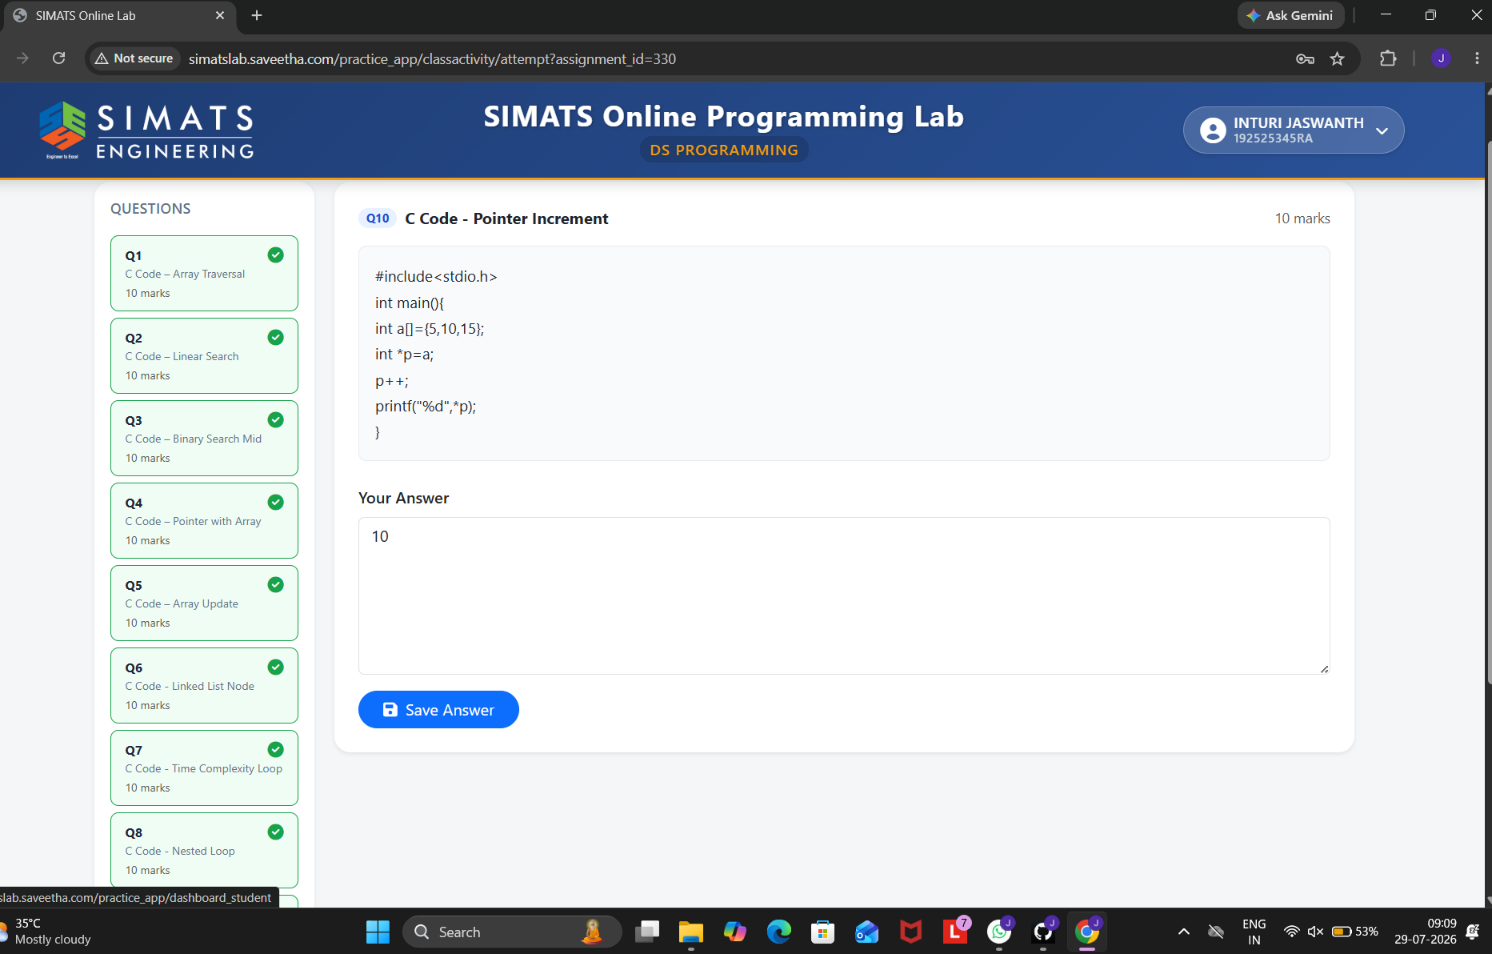 SIMATS Online Lab
Ask Gemini
Not secure
simatslab.saveetha.com/practice_app/classactivity/attempt?assignment_id=330
J
SIMATS
ENGINEERING
Engineer to Excel
SIMATS Online Programming Lab
DS PROGRAMMING
INTURI JASWANTH
192525345RA
QUESTIONS
Q1
C Code – Array Traversal
10 marks
Q2
C Code – Linear Search
10 marks
Q3
C Code – Binary Search Mid
10 marks
Q4
C Code – Pointer with Array
10 marks
Q5
C Code – Array Update
10 marks
Q6
C Code - Linked List Node
10 marks
Q7
C Code - Time Complexity Loop
10 marks
Q8
C Code - Nested Loop
10 marks
Q10 C Code - Pointer Increment
10 marks
#include<stdio.h>
int main(){
int a[]={5,10,15};
int *p=a;
p++;
printf("%d",*p);
}
Your Answer
10
Save Answer
slab.saveetha.com/practice_app/dashboard_student
35°C
Mostly cloudy
Search
L
7
J
J
J
ENG
IN
53%
09:09
29-07-2026